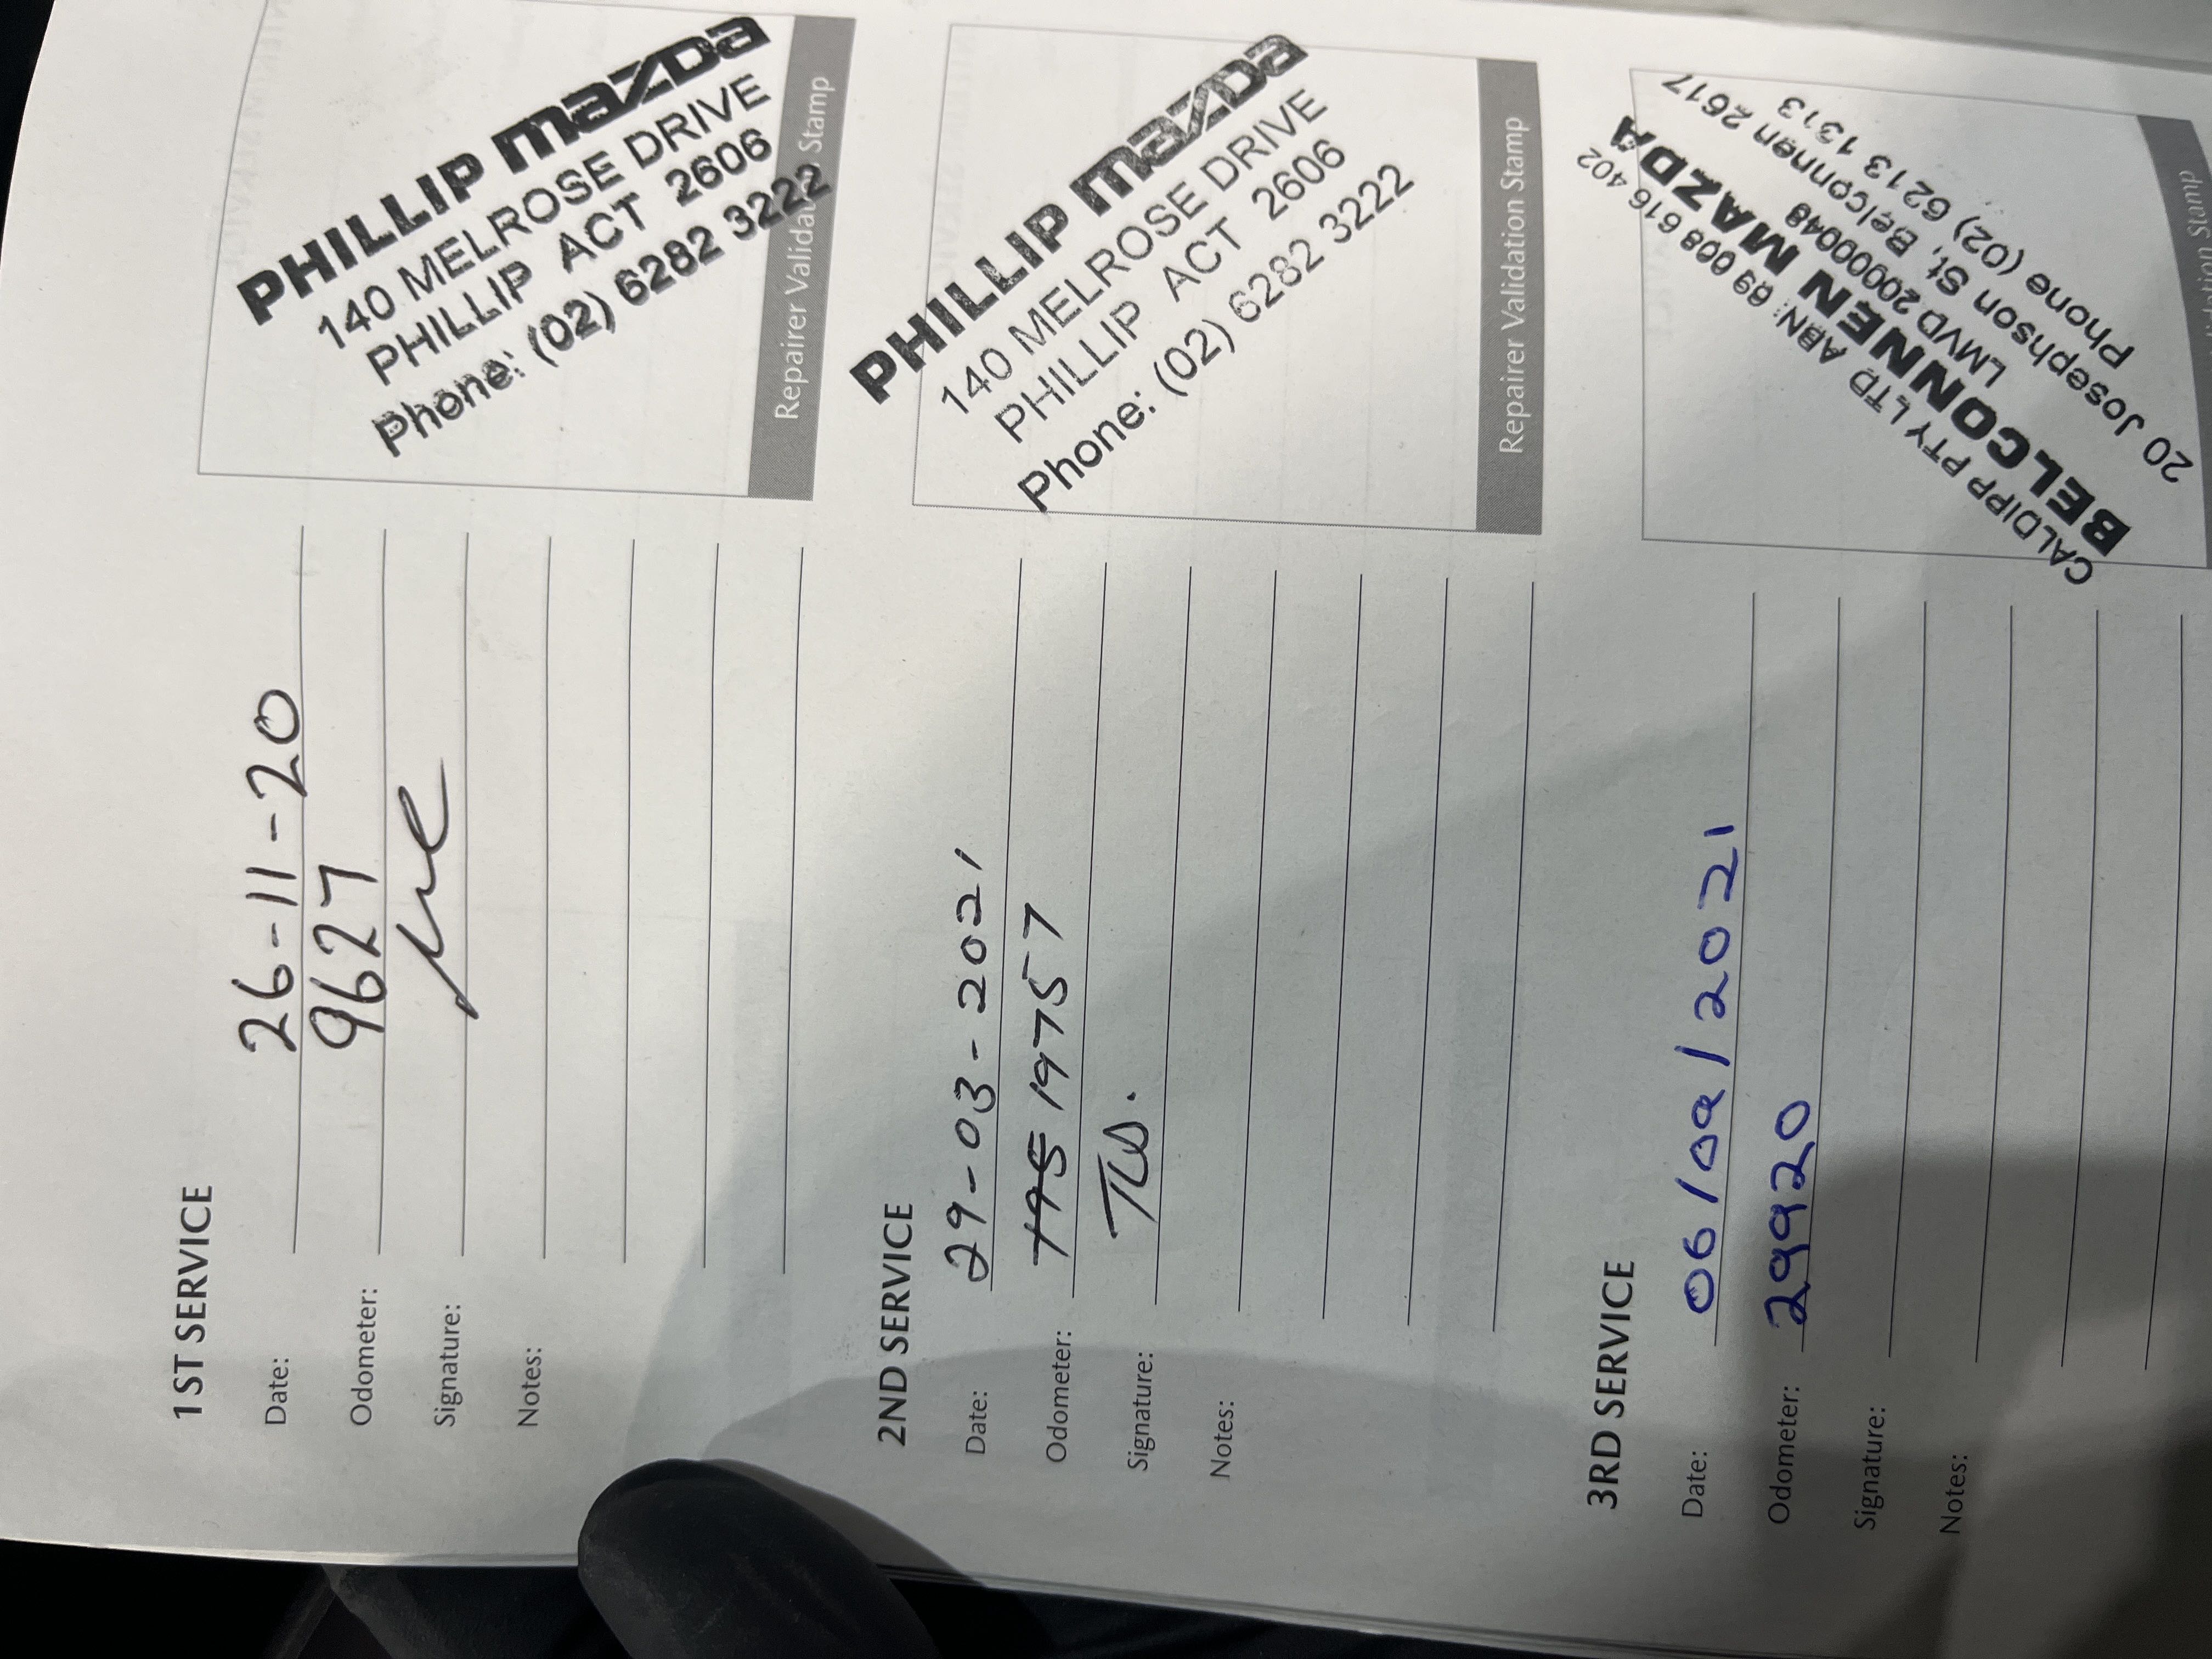 1ST SERVICE
Date: 26-11-20
Odometer: 9627
Signature:
Notes:
PHILLIP mazda
140 MELROSE DRIVE
PHILLIP ACT 2606
Phone: (02) 6282 3222
Repairer Validation Stamp
2ND SERVICE
Date: 29-03-2021
Odometer: 195 19757
Signature: TW.
Notes:
PHILLIP mazda
140 MELROSE DRIVE
PHILLIP ACT 2606
Phone: (02) 6282 3222
Repairer Validation Stamp
3RD SERVICE
Date: 06/09/2021
Odometer: 29920
Signature:
Notes:
CALDIPP PTY LTD ABN: 69 008 616 402
BELCONNEN MAZDA
LMVD 20000048
20 Josephson St, Belconnen 2617
Phone (02) 6213 1313
Stamp